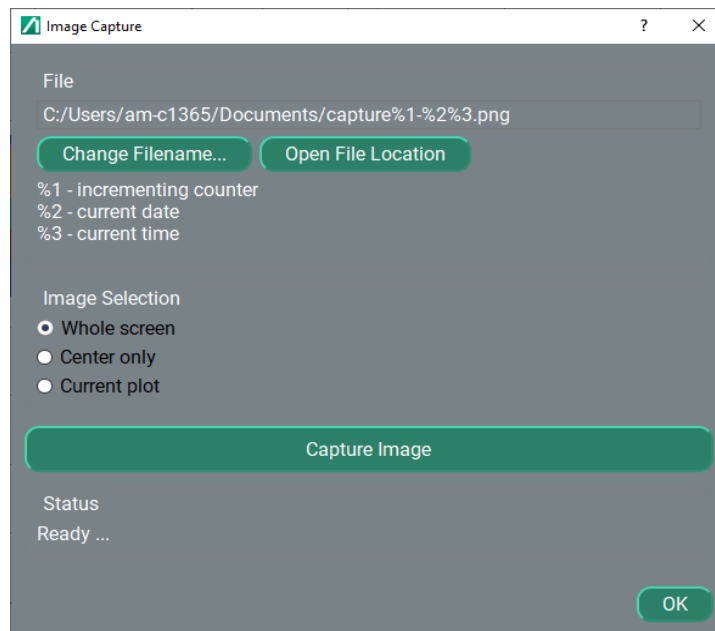 Image Capture
File
C:/Users/am-c1365/Documents/capture%1-%2%3.png
Change Filename... Open File Location
%1 - incrementing counter
%2 - current date
%3 - current time
Image Selection
Whole screen
Center only
Current plot
Capture Image
Status
Ready ...
OK